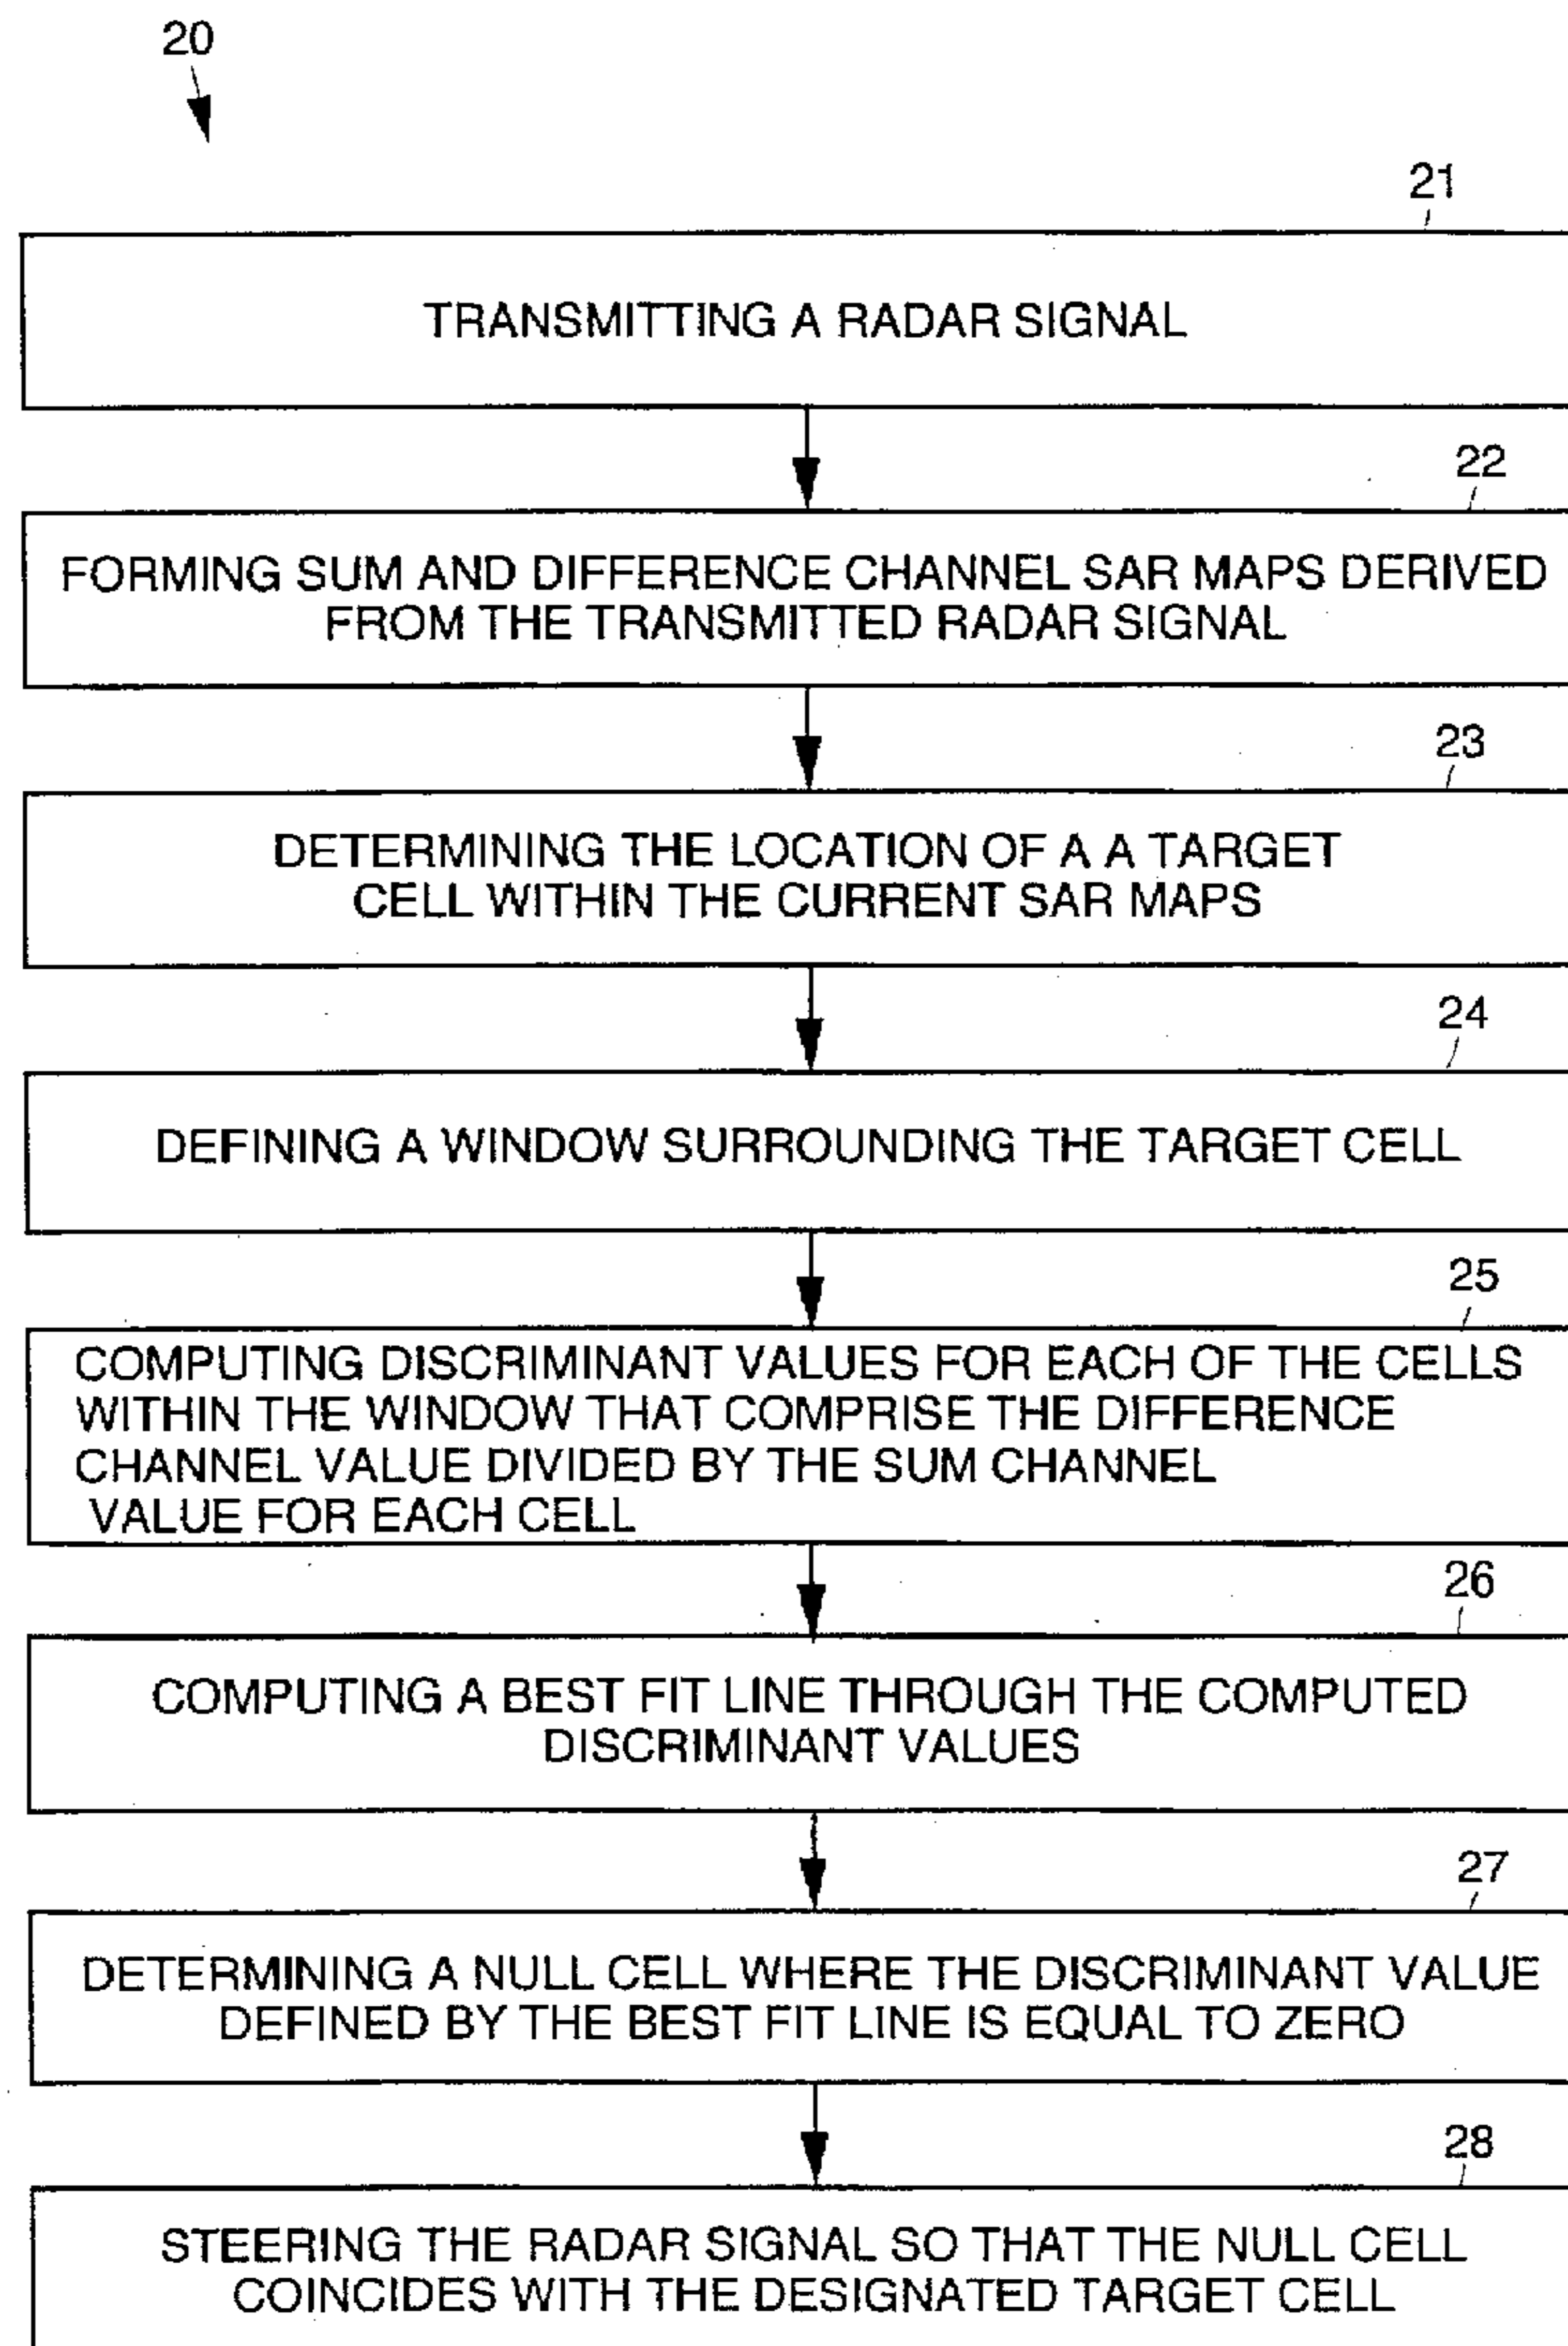 20
21
TRANSMITTING A RADAR SIGNAL
22
FORMING SUM AND DIFFERENCE CHANNEL SAR MAPS DERIVED
FROM THE TRANSMITTED RADAR SIGNAL
23
DETERMINING THE LOCATION OF A A TARGET
CELL WITHIN THE CURRENT SAR MAPS
24
DEFINING A WINDOW SURROUNDING THE TARGET CELL
25
COMPUTING DISCRIMINANT VALUES FOR EACH OF THE CELLS
WITHIN THE WINDOW THAT COMPRISE THE DIFFERENCE
CHANNEL VALUE DIVIDED BY THE SUM CHANNEL
VALUE FOR EACH CELL
26
COMPUTING A BEST FIT LINE THROUGH THE COMPUTED
DISCRIMINANT VALUES
27
DETERMINING A NULL CELL WHERE THE DISCRIMINANT VALUE
DEFINED BY THE BEST FIT LINE IS EQUAL TO ZERO
28
STEERING THE RADAR SIGNAL SO THAT THE NULL CELL
COINCIDES WITH THE DESIGNATED TARGET CELL